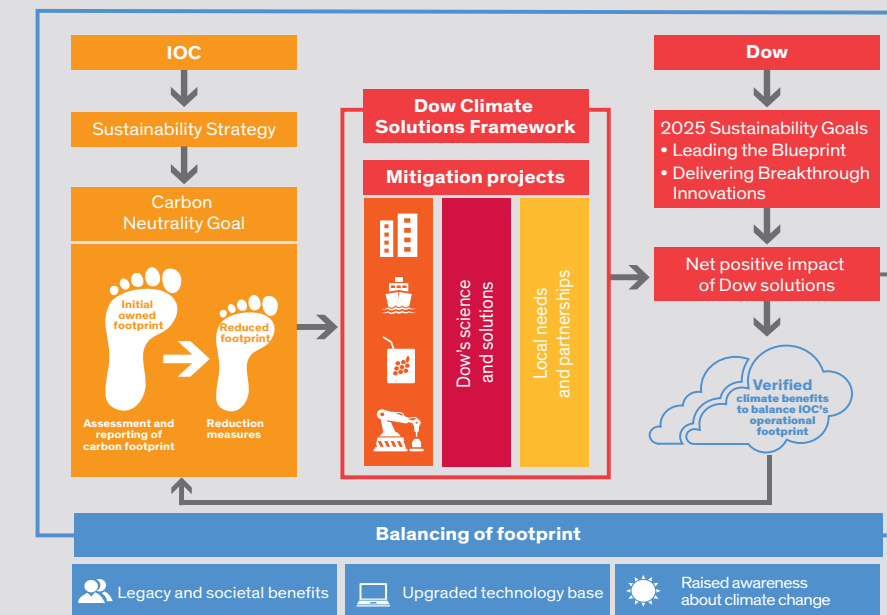 IOC
Sustainability Strategy
Carbon
Neutrality Goal
Initial
owned
footprint
Reduced
footprint
Assessment and
reporting of
carbon footprint
Reduction
measures
Dow Climate
Solutions Framework
Mitigation projects
Dow's science
and solutions
Local needs
and partnerships
Dow
2025 Sustainability Goals
• Leading the Blueprint
• Delivering Breakthrough
Innovations
Net positive impact
of Dow solutions
Verified
climate benefits
to balance IOC's
operational
footprint
Balancing of footprint
Legacy and societal benefits
Upgraded technology base
Raised awareness
about climate change